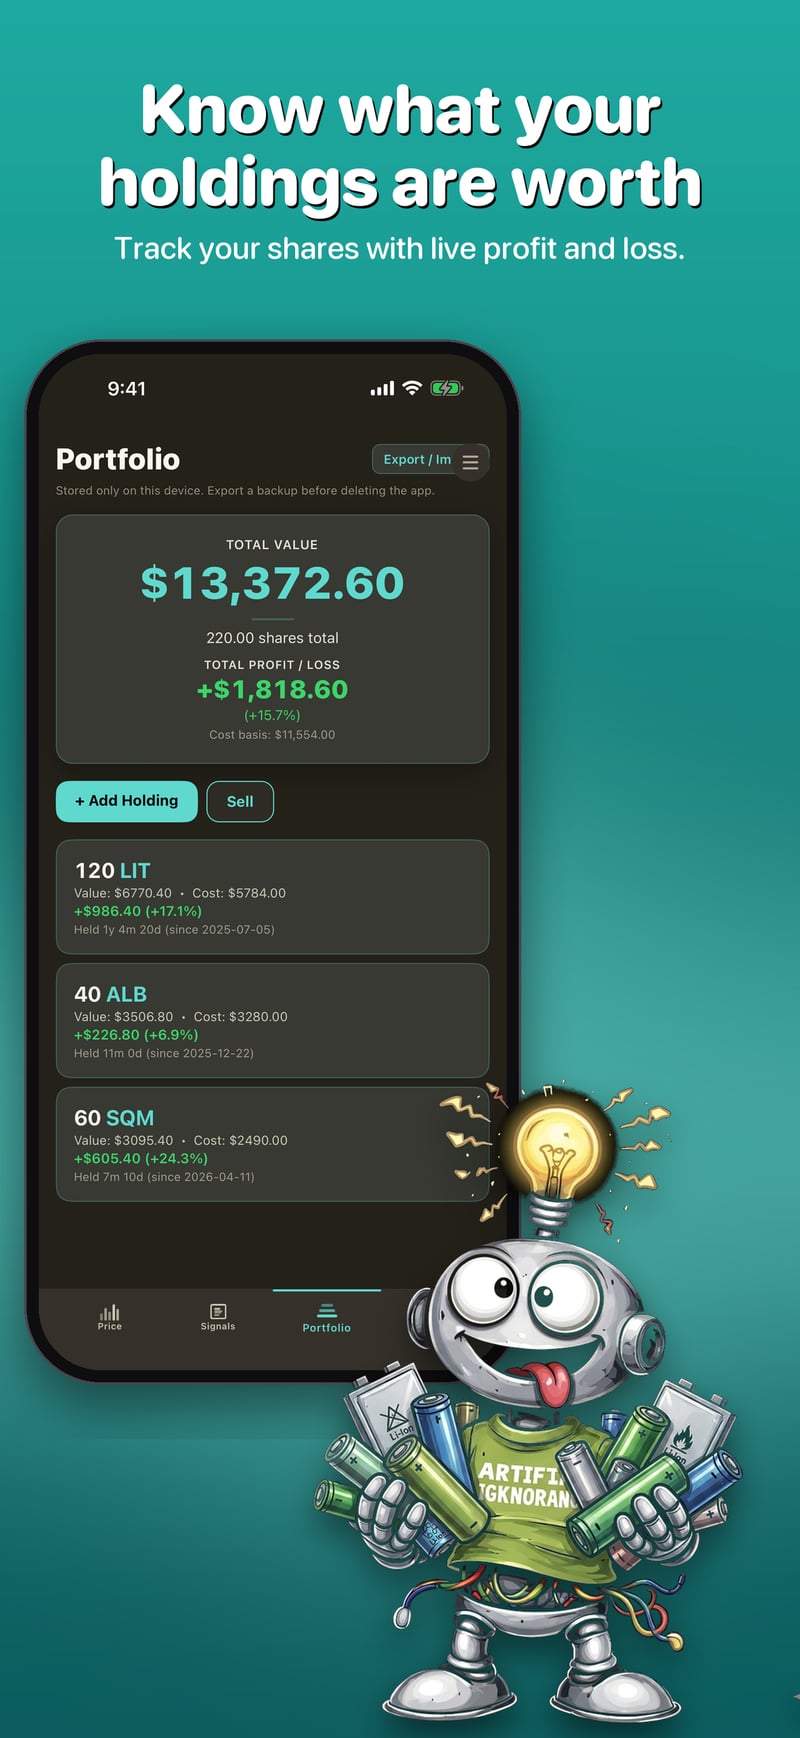 Know what your
holdings are worth
Track your shares with live profit and loss.
9:41
Portfolio
Export / Im
Stored only on this device. Export a backup before deleting the app.
TOTAL VALUE
$13,372.60
220.00 shares total
TOTAL PROFIT / LOSS
+$1,818.60
(+15.7%)
Cost basis: $11,554.00
+ Add Holding
Sell
120 LIT
Value: $6770.40 • Cost: $5784.00
+$986.40 (+17.1%)
Held 1y 4m 20d (since 2025-07-05)
40 ALB
Value: $3506.80 • Cost: $3280.00
+$226.80 (+6.9%)
Held 11m 0d (since 2025-12-22)
60 SQM
Value: $3095.40 • Cost: $2490.00
+$605.40 (+24.3%)
Held 7m 10d (since 2026-04-11)
Price
Signals
Portfolio
Li-Ion
ARTIFI
IGKNORAN